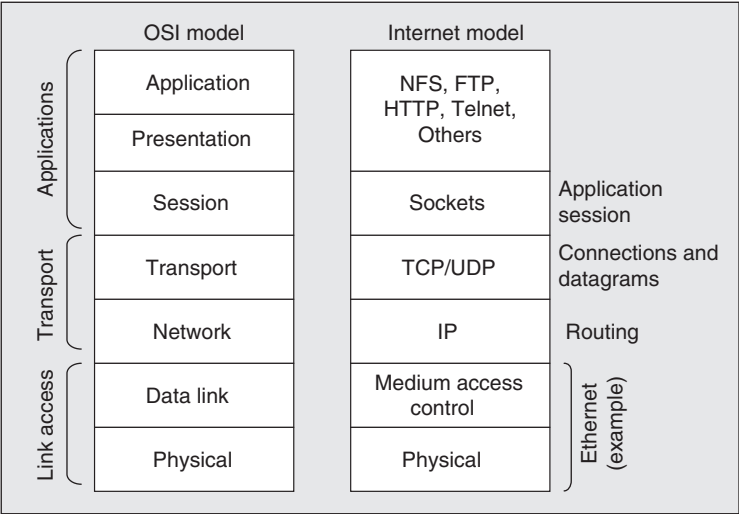 OSI model
Internet model
Applications
Application
Presentation
Session
NFS, FTP,
HTTP, Telnet,
Others
Sockets
Application
session
Transport
Transport
Network
TCP/UDP
Connections and
datagrams
IP
Routing
Link access
Data link
Physical
Medium access
control
Physical
Ethernet
(example)